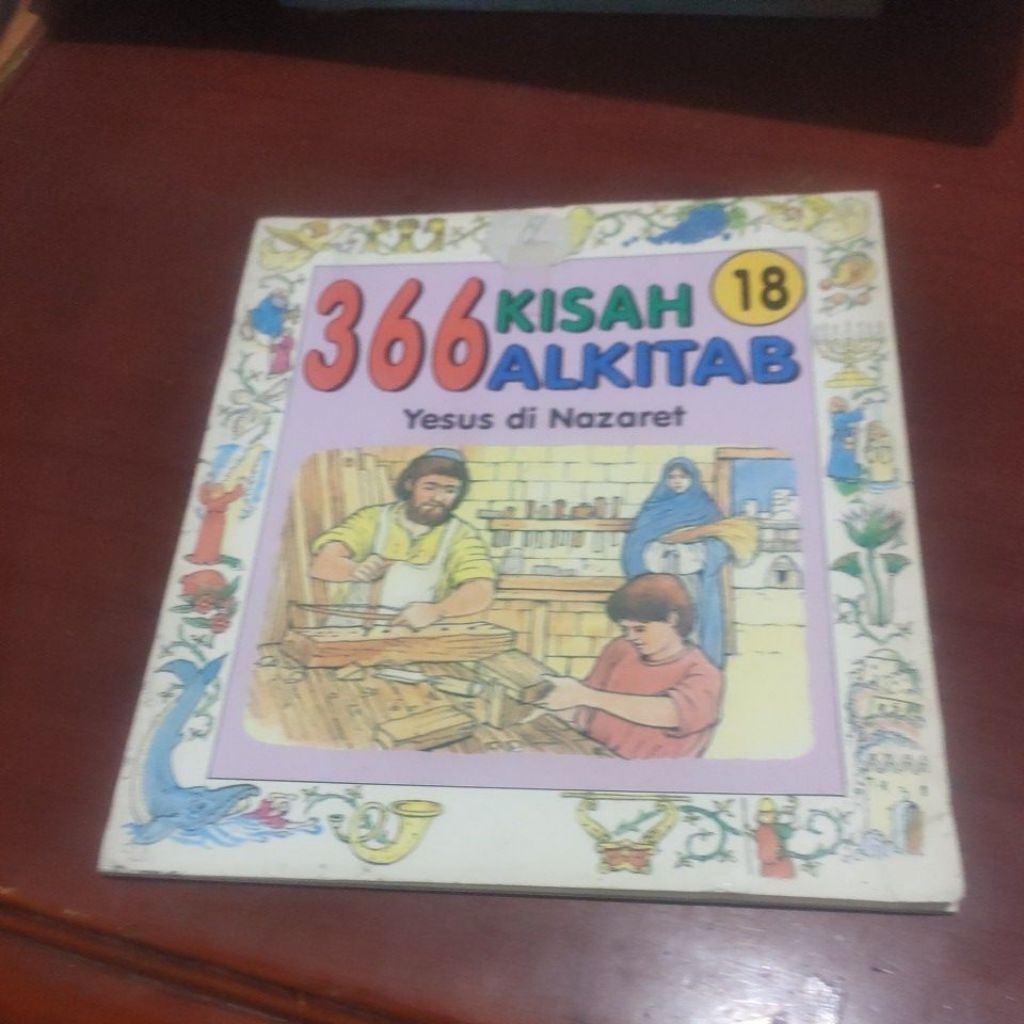 366 KISAH 18
ALKITAB
Yesus di Nazaret